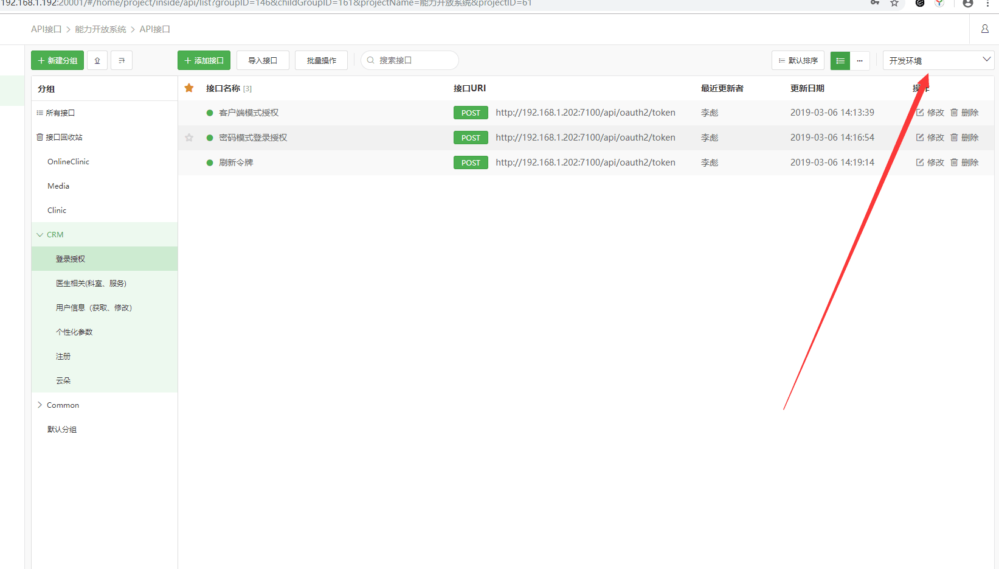 192.168.1.192:20001/#/home/project/inside/api/list?groupID=146&childGroupID=161&projectName=能力开放系统&projectID=61
API接口 > 能力开放系统 > API接口
+ 新建分组
+ 添加接口 导入接口 批量操作 搜索接口 默认排序 ... 开发环境
分组
所有接口
接口回收站
OnlineClinic
Media
Clinic
CRM
登录授权
医生相关(科室、服务)
用户信息（获取、修改）
个性化参数
注册
云朵
Common
默认分组
接口名称 [3] 接口URI 最近更新者 更新日期 操作
客户端模式授权 POST http://192.168.1.202:7100/api/oauth2/token 李彪 2019-03-06 14:13:39 修改 删除
密码模式登录授权 POST http://192.168.1.202:7100/api/oauth2/token 李彪 2019-03-06 14:16:54 修改 删除
刷新令牌 POST http://192.168.1.202:7100/api/oauth2/token 李彪 2019-03-06 14:19:14 修改 删除